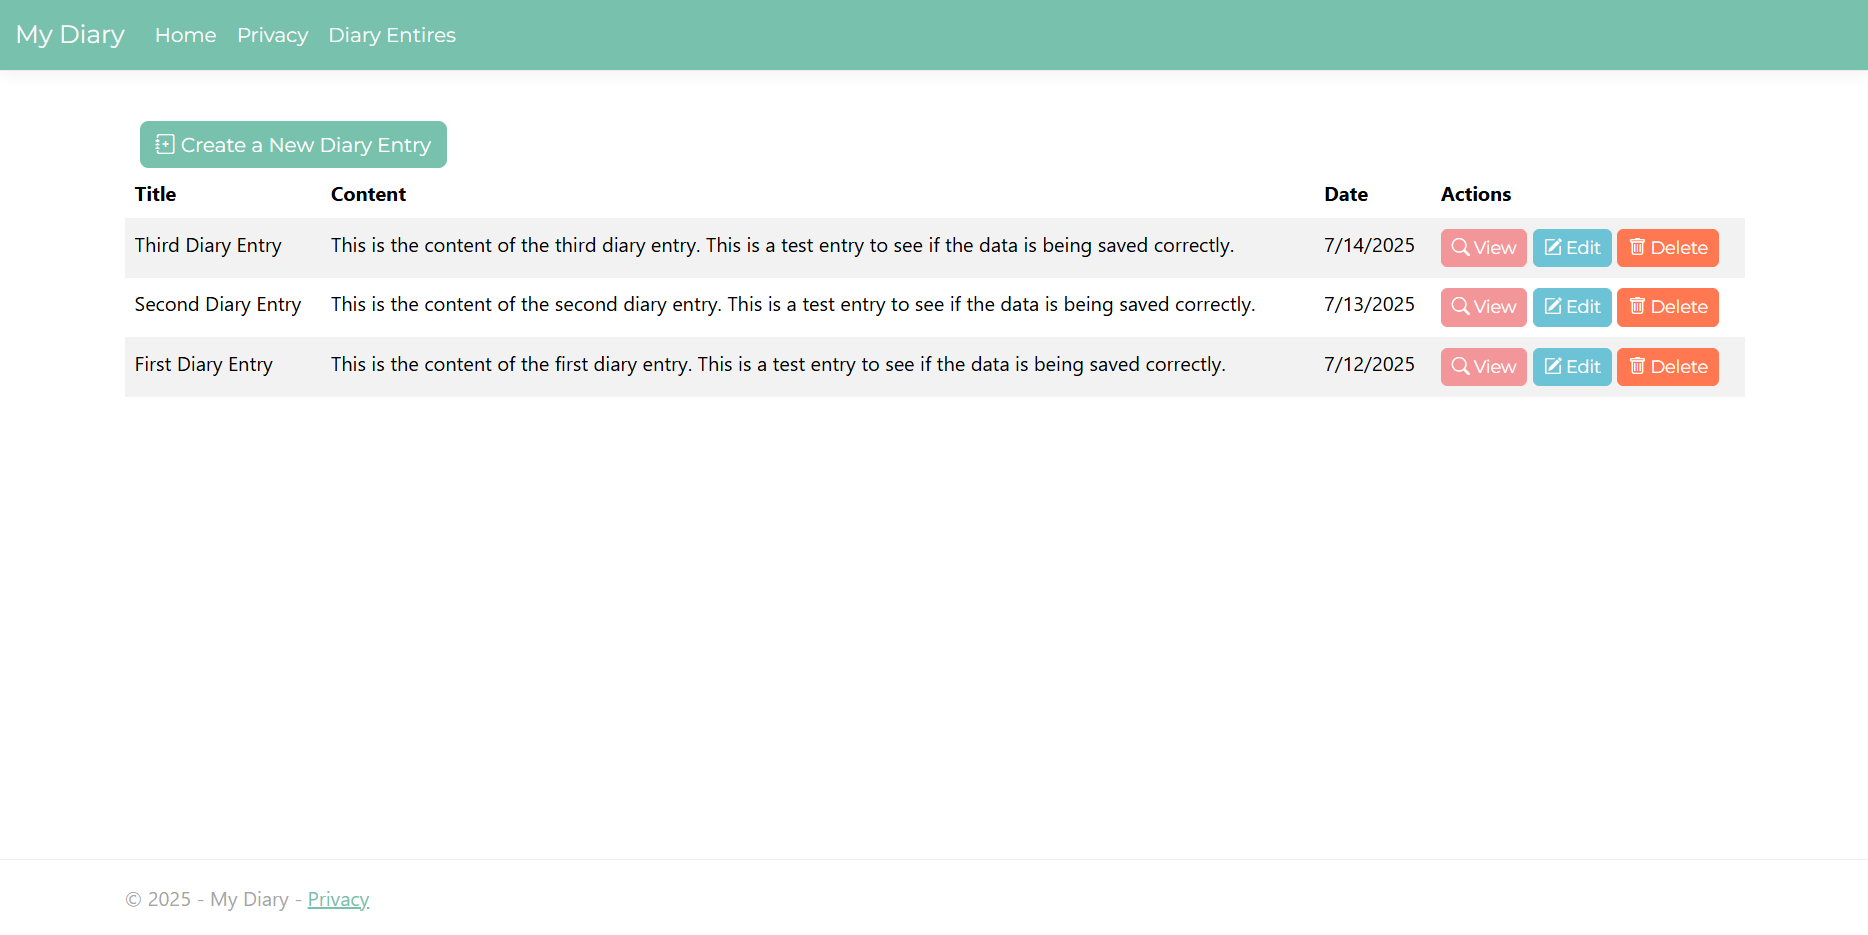 My Diary Home Privacy Diary Entires
Create a New Diary Entry
Title Content Date Actions
Third Diary Entry This is the content of the third diary entry. This is a test entry to see if the data is being saved correctly. 7/14/2025 View Edit Delete
Second Diary Entry This is the content of the second diary entry. This is a test entry to see if the data is being saved correctly. 7/13/2025 View Edit Delete
First Diary Entry This is the content of the first diary entry. This is a test entry to see if the data is being saved correctly. 7/12/2025 View Edit Delete
© 2025 - My Diary - Privacy